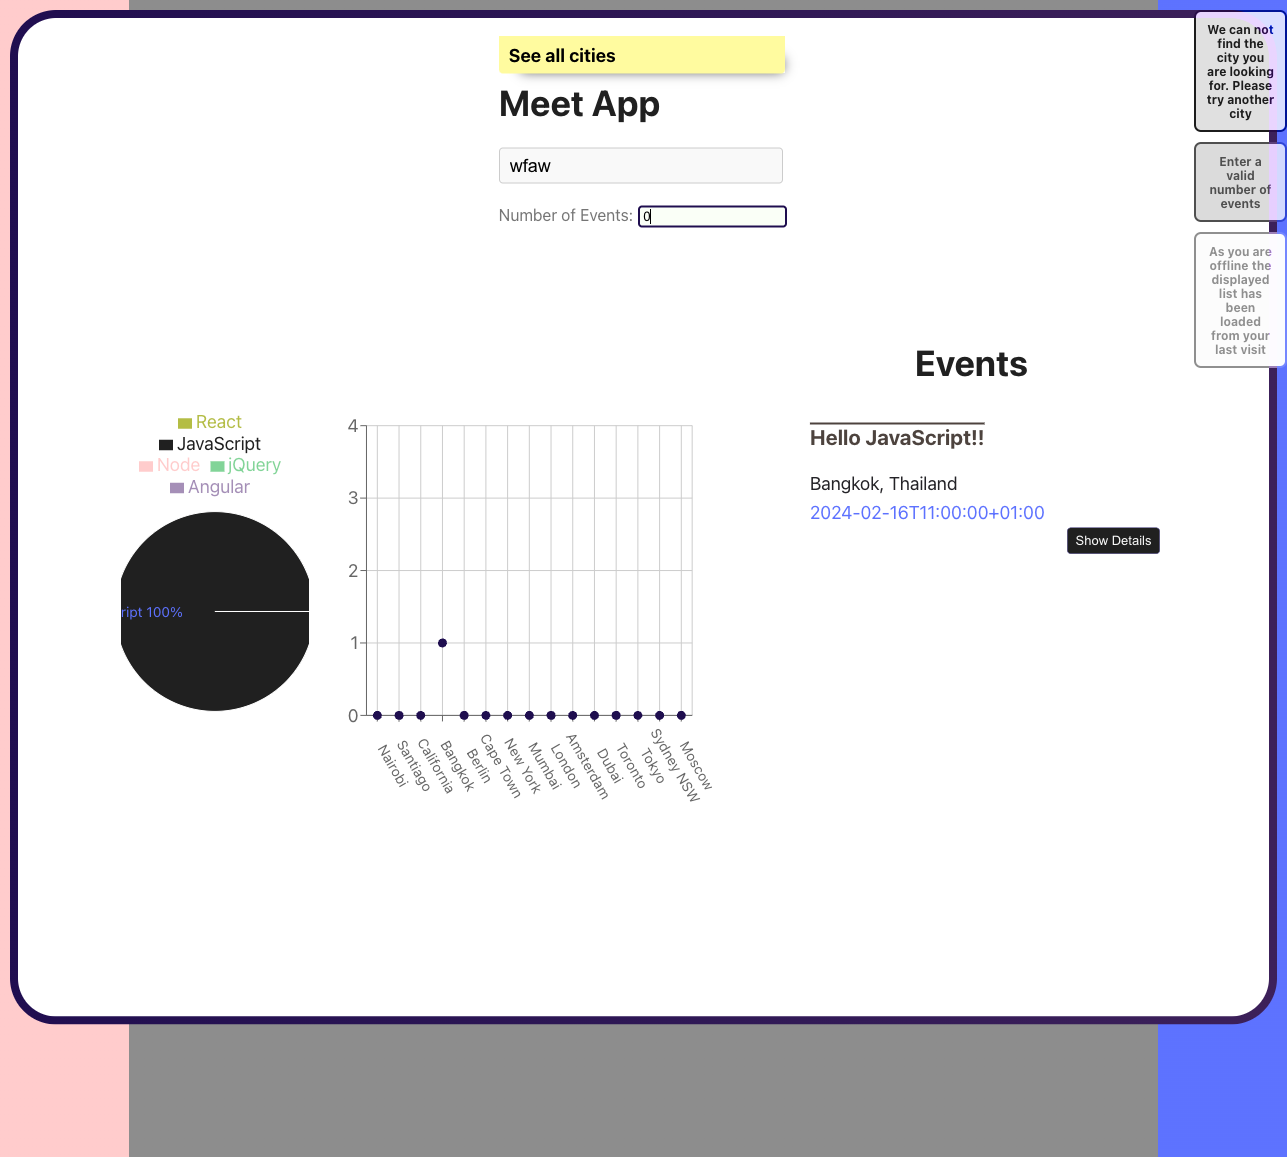 See all cities
Meet App
wfaw
Number of Events: 0
We can not
find the
city you
are looking
for. Please
try another
city
Enter a
valid
number of
events
As you are
offline the
displayed
list has
been
loaded
from your
last visit
Events
React
JavaScript
Node jQuery
Angular
ript 100%
4
3
2
1
0
Nairobi
Santiago
California
Bangkok
Berlin
Cape Town
New York
Mumbai
London
Amsterdam
Dubai
Toronto
Tokyo
Sydney NSW
Moscow
Hello JavaScript!!
Bangkok, Thailand
2024-02-16T11:00:00+01:00
Show Details